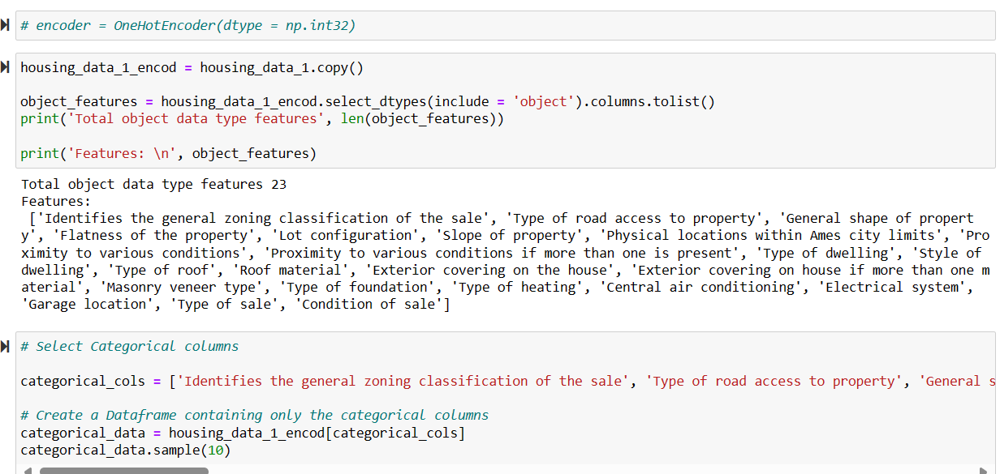 # encoder = OneHotEncoder(dtype = np.int32)
housing_data_1_encod = housing_data_1.copy()
object_features = housing_data_1_encod.select_dtypes(include = 'object').columns.tolist()
print('Total object data type features', len(object_features))
print('Features: \n', object_features)
Total object data type features 23
Features:
['Identifies the general zoning classification of the sale', 'Type of road access to property', 'General shape of propert
y', 'Flatness of the property', 'Lot configuration', 'Slope of property', 'Physical locations within Ames city limits', 'Pro
ximity to various conditions', 'Proximity to various conditions if more than one is present', 'Type of dwelling', 'Style of
dwelling', 'Type of roof', 'Roof material', 'Exterior covering on the house', 'Exterior covering on house if more than one m
aterial', 'Masonry veneer type', 'Type of foundation', 'Type of heating', 'Central air conditioning', 'Electrical system',
'Garage location', 'Type of sale', 'Condition of sale']
# Select Categorical columns
categorical_cols = ['Identifies the general zoning classification of the sale', 'Type of road access to property', 'General s
# Create a Dataframe containing only the categorical columns
categorical_data = housing_data_1_encod[categorical_cols]
categorical_data.sample(10)